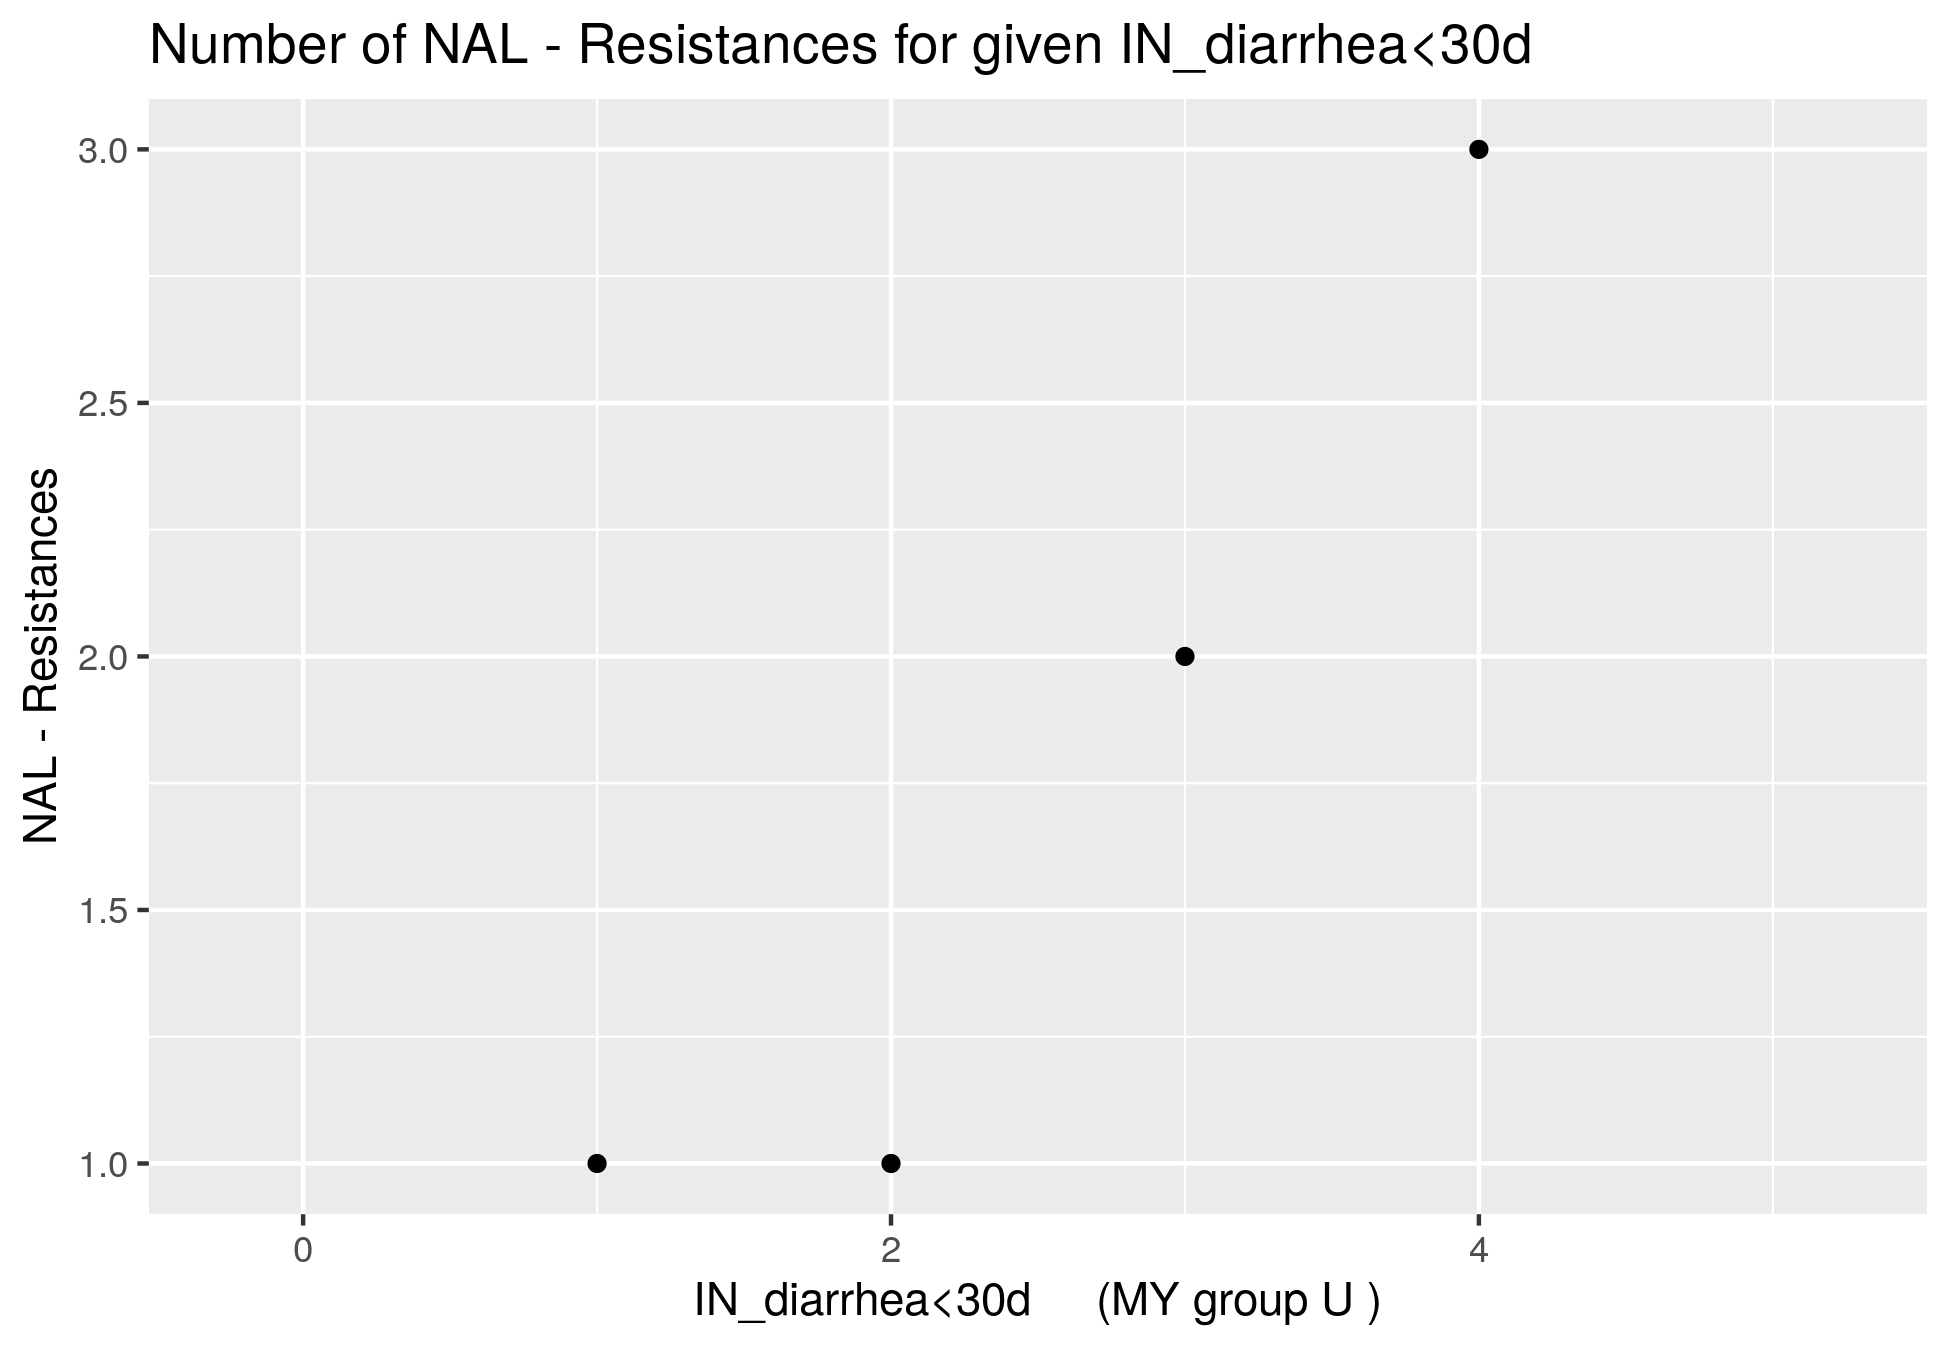 Number of NAL - Resistances for given IN_diarrhea<30d
NAL - Resistances
3.0
2.5
2.0
1.5
1.0
0
2
4
IN_diarrhea<30d     (MY group U )